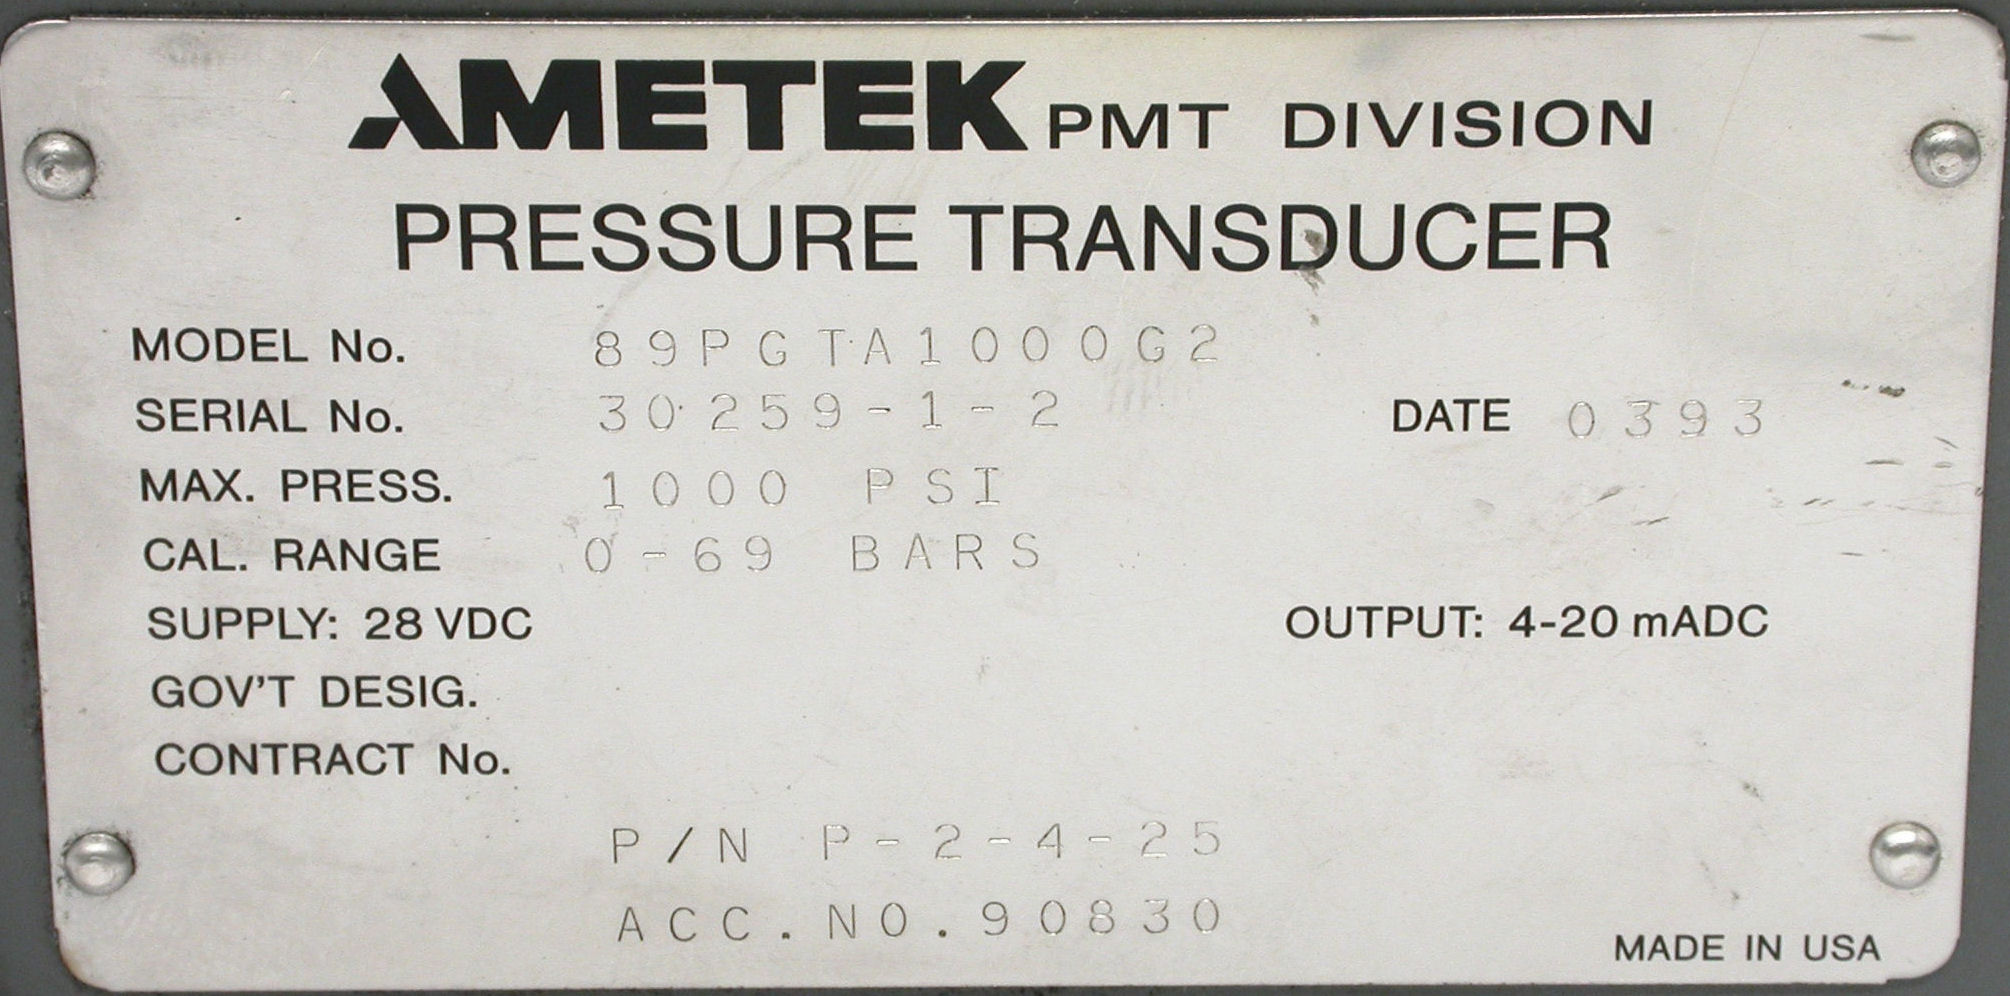 AMETEK PMT DIVISION
PRESSURE TRANSDUCER
MODEL No. 89PGTA1000G2
SERIAL No. 30259-1-2 DATE 0393
MAX. PRESS. 1000 PSI
CAL. RANGE 0-69 BARS
SUPPLY: 28 VDC OUTPUT: 4-20 mADC
GOV'T DESIG.
CONTRACT No.
P/N P-2-4-25
ACC.NO.90830
MADE IN USA